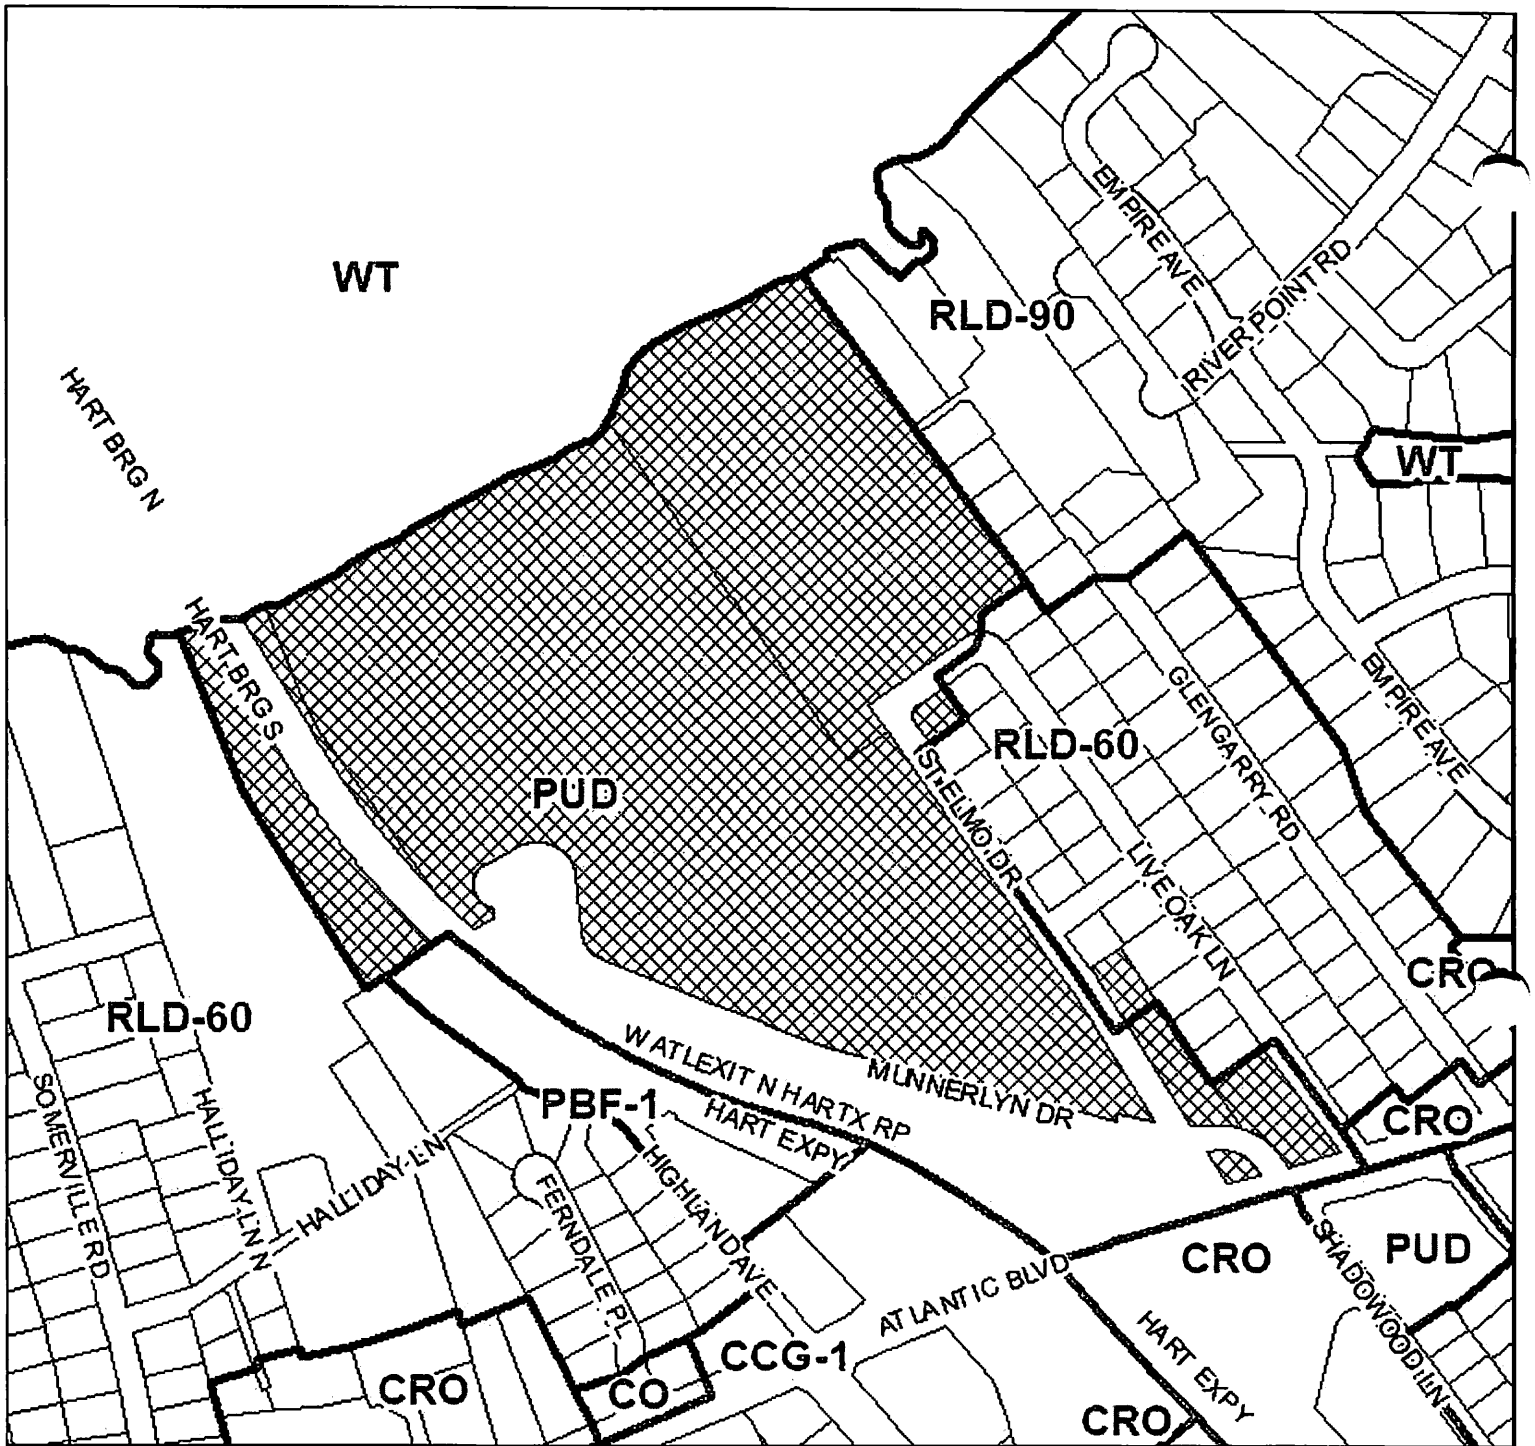 WT
HART BRG N
EMPIRE AVE
RIVER POINT RD
RLD-90
WT
HART BRG S
GLENGARRY RD
EMPIRE AVE
RLD-60
ST. ELMO DR
PUD
LIVE OAK LN
CRO
RLD-60
W ATL EXIT N HARTX RP
MUNNERLYN DR
PBF-1
HART EXPY
CRO
SOMERVILLE RD
HALLIDAY LN N
HALLIDAY LN
HIGHLAND AVE
FERNDALE PL
SHADOWOOD LN
CRO
PUD
ATLANTIC BLVD
HART EXPY
CCG-1
CRO
CO
CRO